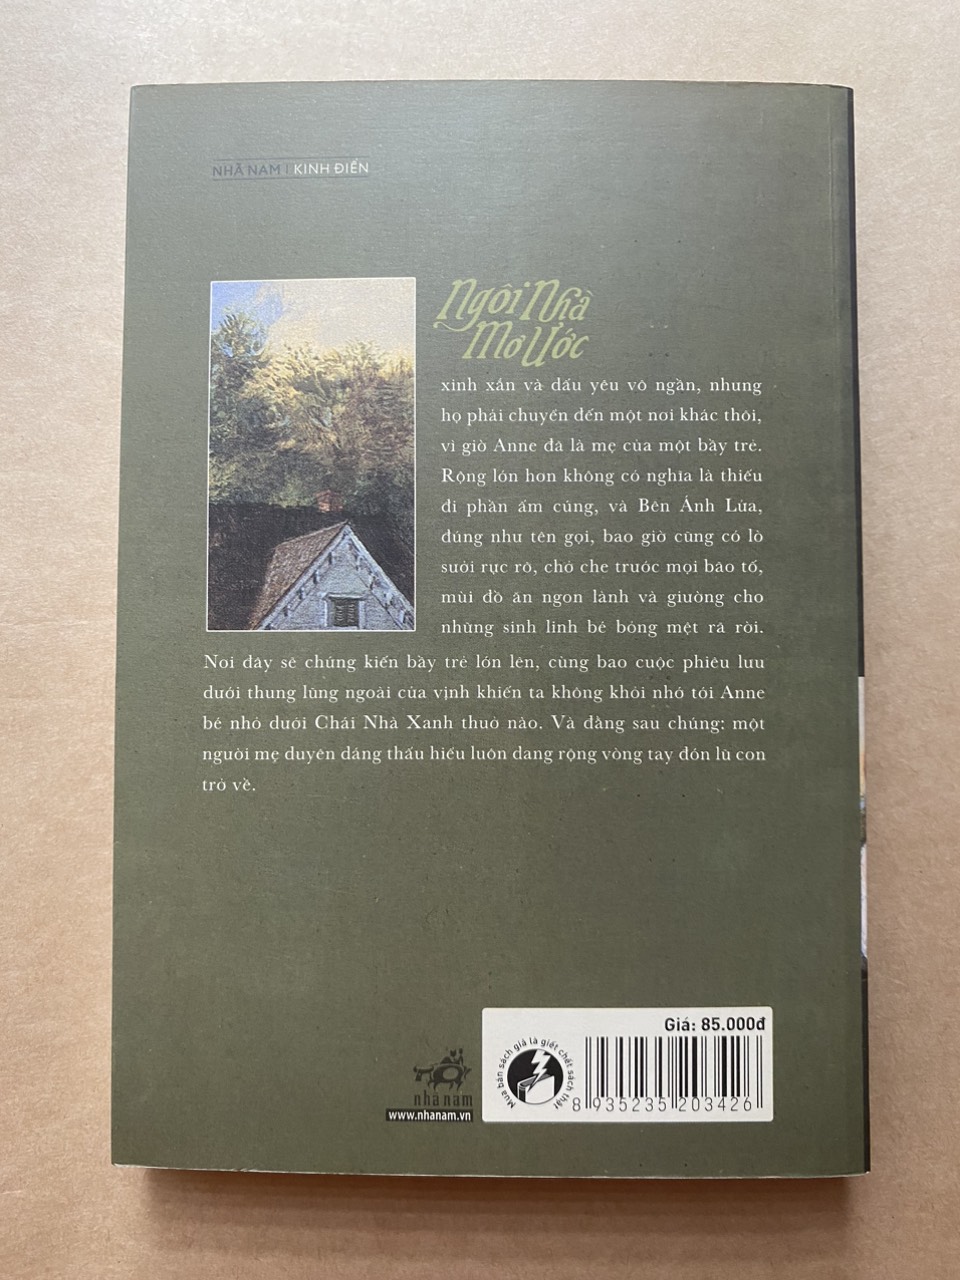 NHÃ NAM | KINH ĐIỂN
Ngôi Nhà
Mơ Ước
xinh xắn và dấu yêu vô ngần, nhưng
họ phải chuyển đến một nơi khác thôi,
vì giờ Anne đã là mẹ của một bầy trẻ.
Rộng lớn hơn không có nghĩa là thiếu
đi phần ấm cúng, và Bên Ánh Lửa,
đúng như tên gọi, bao giờ cũng có lò
sưởi rực rỡ, chở che trước mọi bão tố,
mùi đồ ăn ngon lành và giường cho
những sinh linh bé bỏng mệt rã rời.
Nơi đây sẽ chứng kiến bầy trẻ lớn lên, cùng bao cuộc phiêu lưu
dưới thung lũng ngoài cửa vịnh khiến ta không khỏi nhớ tới Anne
bé nhỏ dưới Chái Nhà Xanh thuở nào. Và đằng sau chúng: một
người mẹ duyên dáng thấu hiểu luôn dang rộng vòng tay đón lũ con
trở về.
Giá: 85.000đ
Mua bán sách giả là giết chết sách thật
8 935235 203426
nhã nam
www.nhanam.vn